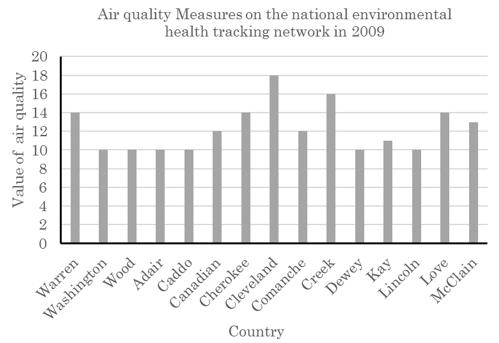 Air quality Measures on the national environmental
health tracking network in 2009
Value of air quality
20
18
16
14
12
10
8
6
4
2
0
Warren
Washington
Wood
Adair
Caddo
Canadian
Cherokee
Cleveland
Comanche
Creek
Dewey
Kay
Lincoln
Love
McClain
Country